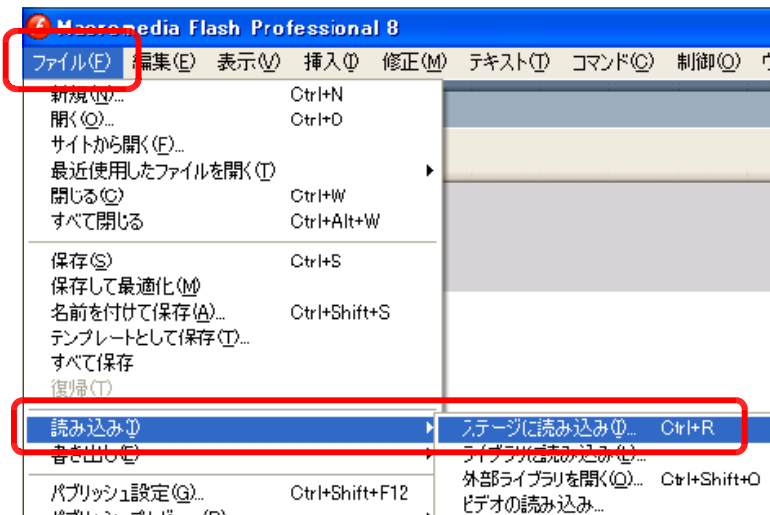 Macromedia Flash Professional 8
ファイル(F) 編集(E) 表示(V) 挿入(I) 修正(M) テキスト(T) コマンド(C) 制御(O)
新規(N)... Ctrl+N
開く(O)... Ctrl+O
サイトから開く(F)...
最近使用したファイルを開く(T)
閉じる(C) Ctrl+W
すべて閉じる Ctrl+Alt+W
保存(S) Ctrl+S
保存して最適化(M)
名前を付けて保存(A)... Ctrl+Shift+S
テンプレートとして保存(T)...
すべて保存
復帰(T)
読み込み(I) ステージに読み込み(I)... Ctrl+R
書き出し(E) ライブラリに読み込み(L)...
外部ライブラリを開く(O)... Ctrl+Shift+O
パブリッシュ設定(G)... Ctrl+Shift+F12
ビデオの読み込み...